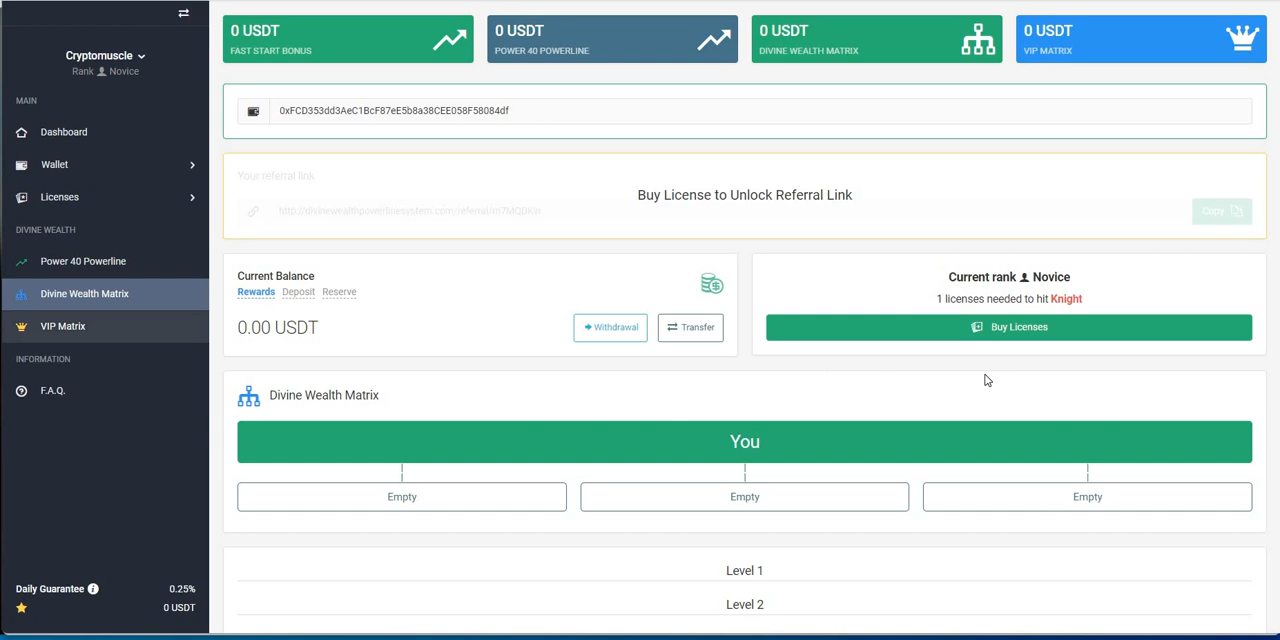 Cryptomuscle
Rank Novice
MAIN
Dashboard
Wallet
Licenses
DIVINE WEALTH
Power 40 Powerline
Divine Wealth Matrix
VIP Matrix
INFORMATION
F.A.Q.
Daily Guarantee 0.25%
0 USDT
0 USDT
FAST START BONUS
0 USDT
POWER 40 POWERLINE
0 USDT
DIVINE WEALTH MATRIX
0 USDT
VIP MATRIX
0xFCD353dd3AeC1BcF87eE5b8a38CEE058F58084df
Your referral link
Buy License to Unlock Referral Link
Copy
Current Balance
Rewards Deposit Reserve
0.00 USDT
Withdrawal
Transfer
Current rank Novice
1 licenses needed to hit Knight
Buy Licenses
Divine Wealth Matrix
You
Empty Empty Empty
Level 1
Level 2